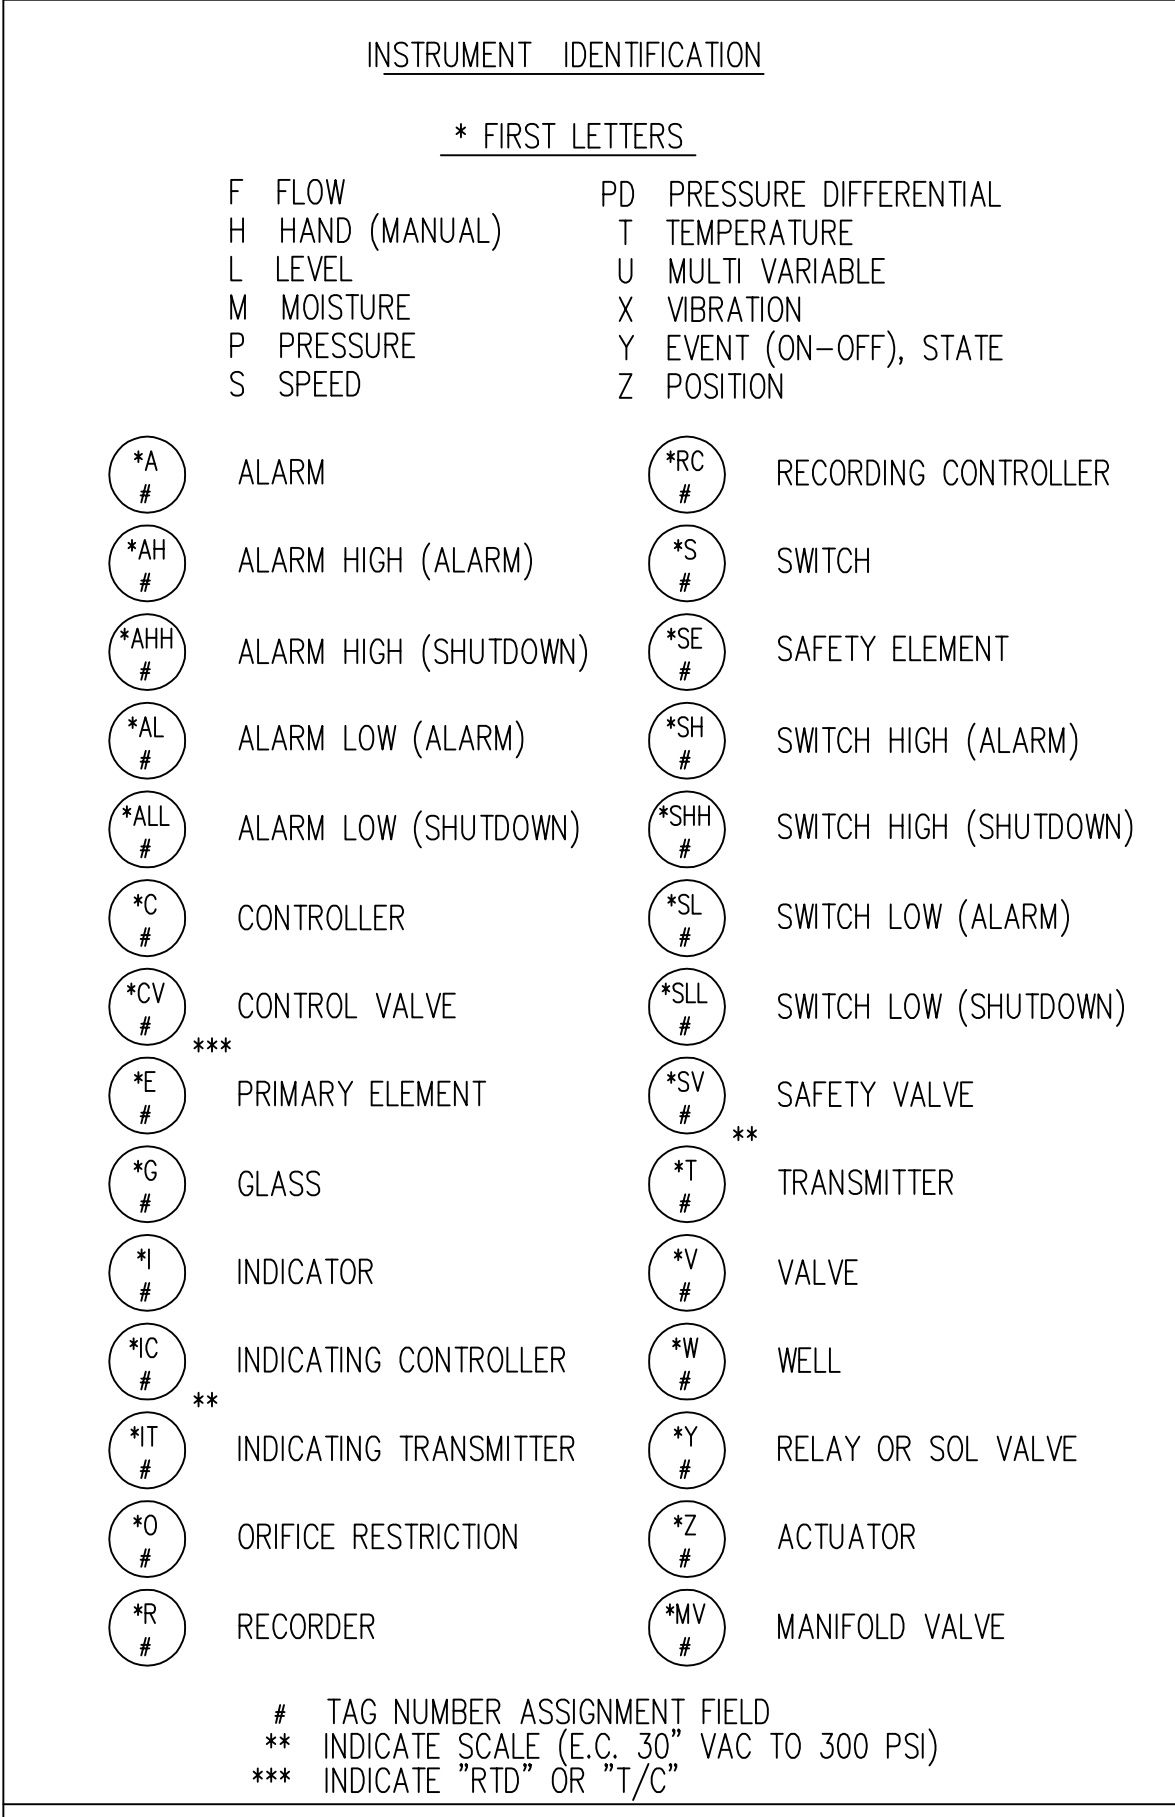 INSTRUMENT IDENTIFICATION
* FIRST LETTERS
F FLOW
H HAND (MANUAL)
L LEVEL
M MOISTURE
P PRESSURE
S SPEED
PD PRESSURE DIFFERENTIAL
T TEMPERATURE
U MULTI VARIABLE
X VIBRATION
Y EVENT (ON-OFF), STATE
Z POSITION
*A
#
ALARM
*AH
#
ALARM HIGH (ALARM)
*AHH
#
ALARM HIGH (SHUTDOWN)
*AL
#
ALARM LOW (ALARM)
*ALL
#
ALARM LOW (SHUTDOWN)
*C
#
CONTROLLER
*CV
#
CONTROL VALVE
***
*E
#
PRIMARY ELEMENT
*G
#
GLASS
*I
#
INDICATOR
*IC
#
INDICATING CONTROLLER
**
*IT
#
INDICATING TRANSMITTER
*O
#
ORIFICE RESTRICTION
*R
#
RECORDER
*RC
#
RECORDING CONTROLLER
*S
#
SWITCH
*SE
#
SAFETY ELEMENT
*SH
#
SWITCH HIGH (ALARM)
*SHH
#
SWITCH HIGH (SHUTDOWN)
*SL
#
SWITCH LOW (ALARM)
*SLL
#
SWITCH LOW (SHUTDOWN)
*SV
#
SAFETY VALVE
**
*T
#
TRANSMITTER
*V
#
VALVE
*W
#
WELL
*Y
#
RELAY OR SOL VALVE
*Z
#
ACTUATOR
*MV
#
MANIFOLD VALVE
# TAG NUMBER ASSIGNMENT FIELD
** INDICATE SCALE (E.C. 30" VAC TO 300 PSI)
*** INDICATE "RTD" OR "T/C"